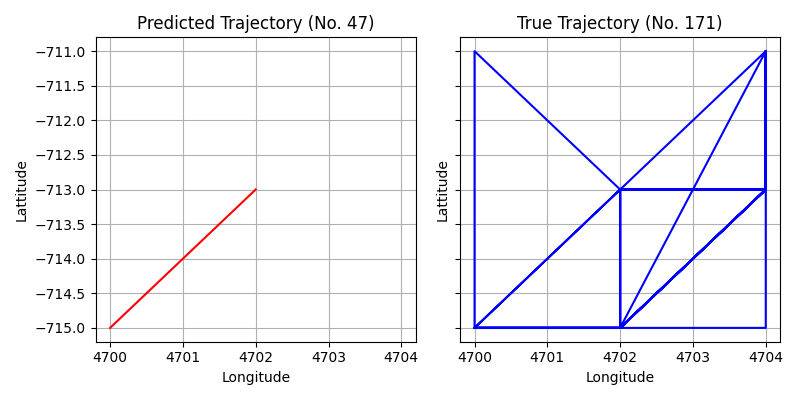 Predicted Trajectory (No. 47)
−711.0
−711.5
−712.0
−712.5
−713.0
−713.5
−714.0
−714.5
−715.0
Lattitude
4700 4701 4702 4703 4704
Longitude
True Trajectory (No. 171)
Lattitude
4700 4701 4702 4703 4704
Longitude